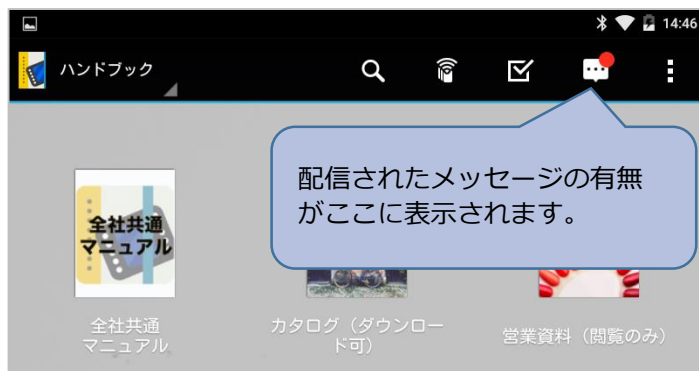 14:46
ハンドブック
配信されたメッセージの有無
がここに表示されます。
全社共通
マニュアル
全社共通
マニュアル
カタログ（ダウンロー
ド可）
営業資料（閲覧のみ）